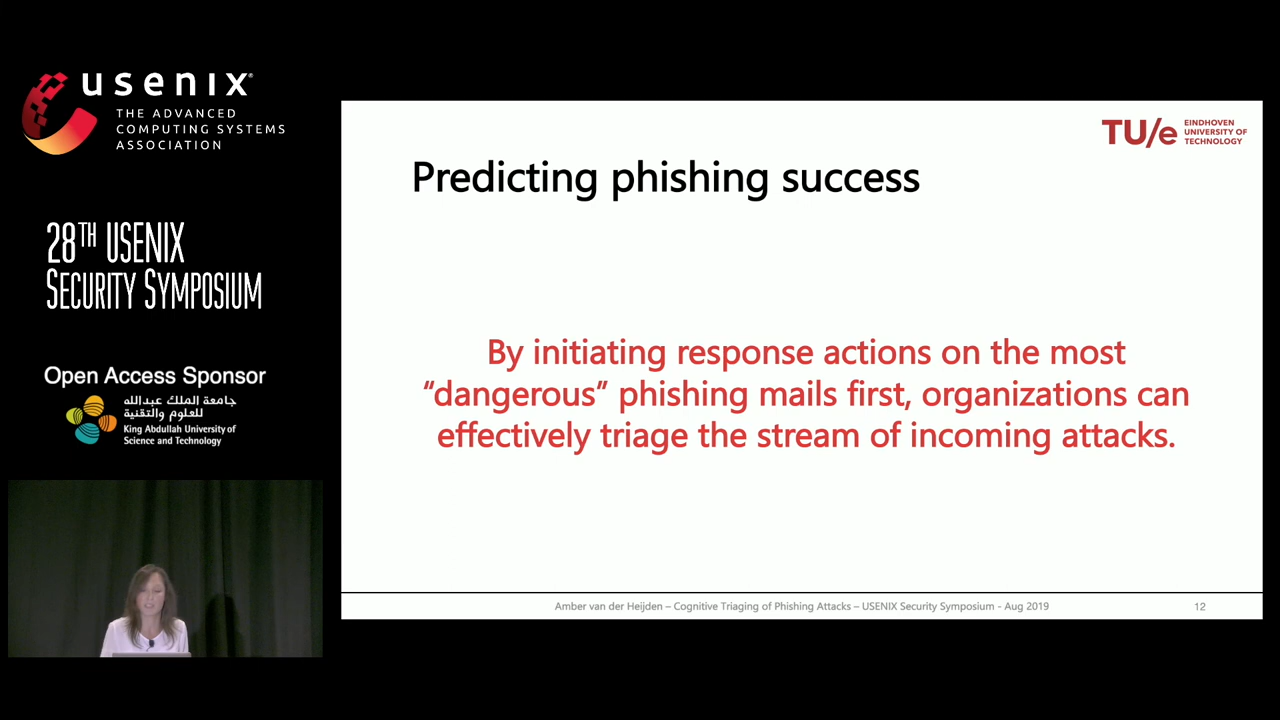 usenix
THE ADVANCED
COMPUTING SYSTEMS
ASSOCIATION
28TH USENIX
SECURITY SYMPOSIUM
Open Access Sponsor
جامعة الملك عبدالله
للعلوم والتقنية
King Abdullah University of
Science and Technology
TU/e
EINDHOVEN
UNIVERSITY OF
TECHNOLOGY
Predicting phishing success
By initiating response actions on the most
“dangerous” phishing mails first, organizations can
effectively triage the stream of incoming attacks.
Amber van der Heijden – Cognitive Triaging of Phishing Attacks – USENIX Security Symposium - Aug 2019
12